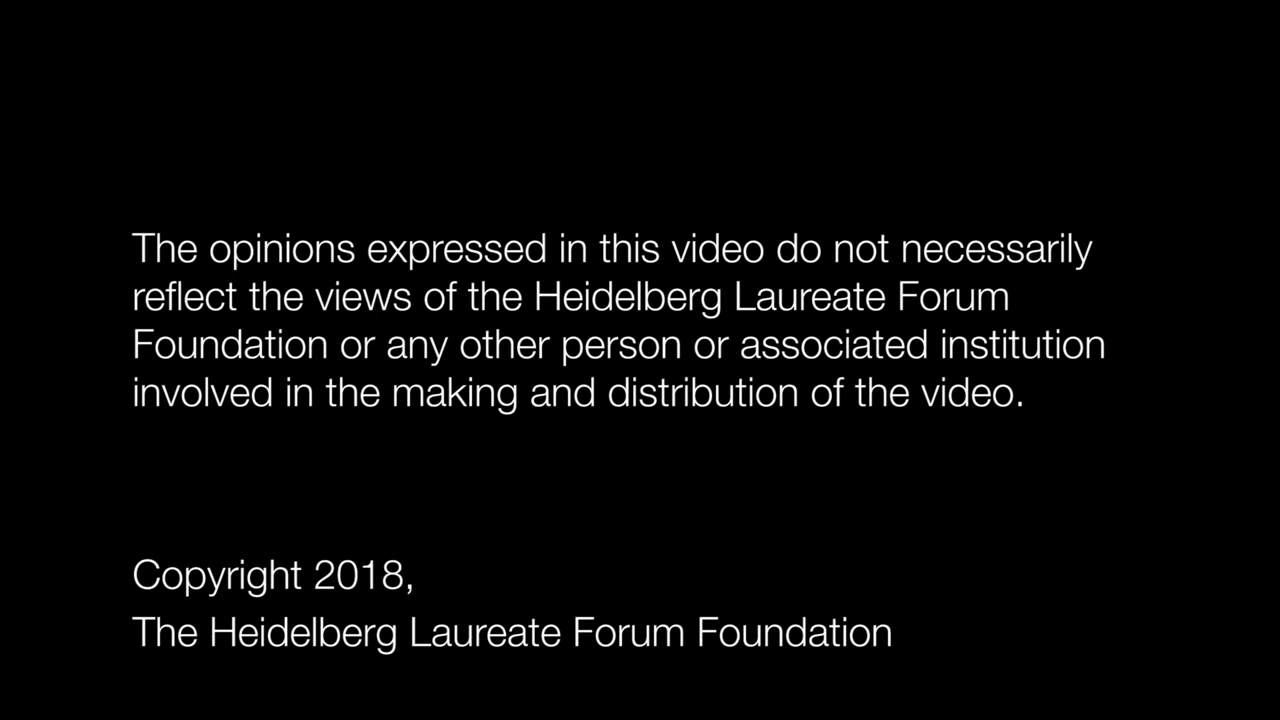 The opinions expressed in this video do not necessarily
reflect the views of the Heidelberg Laureate Forum
Foundation or any other person or associated institution
involved in the making and distribution of the video.
Copyright 2018,
The Heidelberg Laureate Forum Foundation